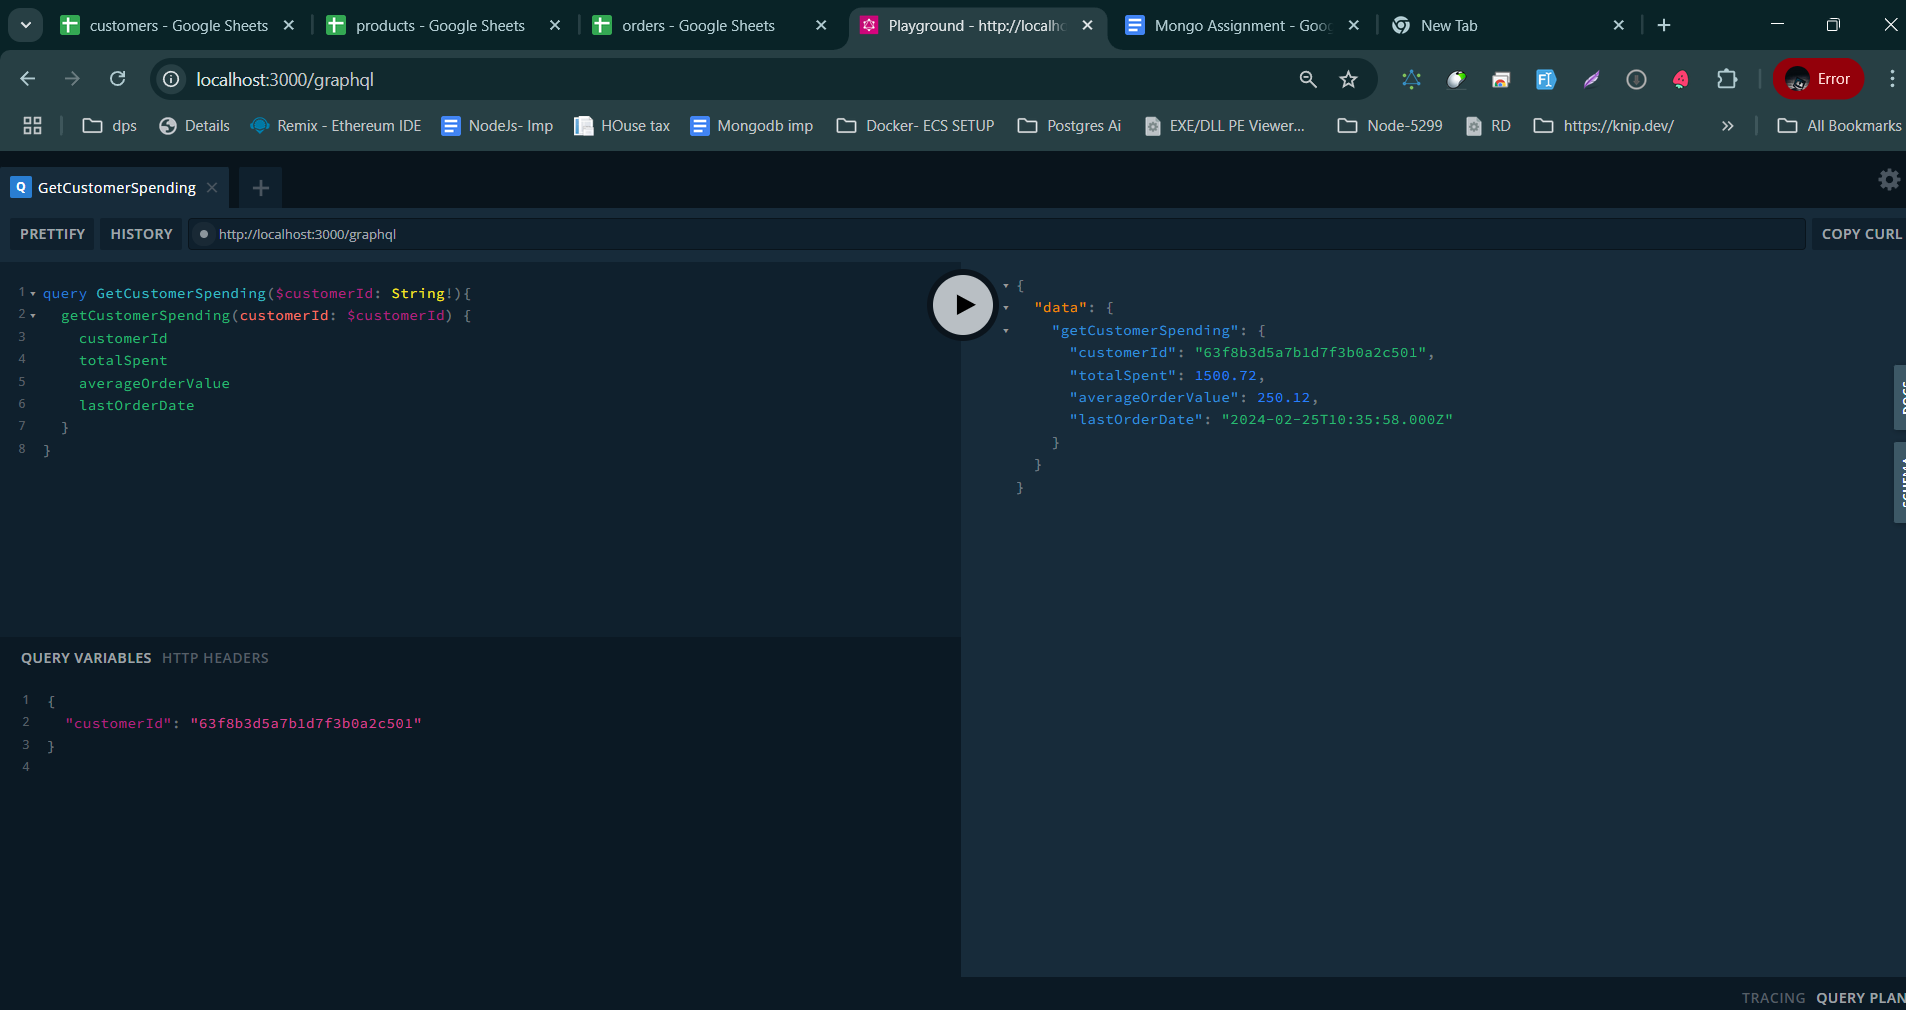 customers - Google Sheets
products - Google Sheets
orders - Google Sheets
Playground - http://localho
Mongo Assignment - Goog
New Tab
localhost:3000/graphql
Error
dps
Details
Remix - Ethereum IDE
NodeJs- Imp
HOuse tax
Mongodb imp
Docker- ECS SETUP
Postgres Ai
EXE/DLL PE Viewer...
Node-5299
RD
https://knip.dev/
All Bookmarks
Q GetCustomerSpending
PRETTIFY
HISTORY
http://localhost:3000/graphql
COPY CURL
1 query GetCustomerSpending($customerId: String!){
2 getCustomerSpending(customerId: $customerId) {
3 customerId
4 totalSpent
5 averageOrderValue
6 lastOrderDate
7 }
8 }
{
"data": {
"getCustomerSpending": {
"customerId": "63f8b3d5a7b1d7f3b0a2c501",
"totalSpent": 1500.72,
"averageOrderValue": 250.12,
"lastOrderDate": "2024-02-25T10:35:58.000Z"
}
}
}
DOCS
SCHEMA
QUERY VARIABLES HTTP HEADERS
1 {
2 "customerId": "63f8b3d5a7b1d7f3b0a2c501"
3 }
4
TRACING QUERY PLAN